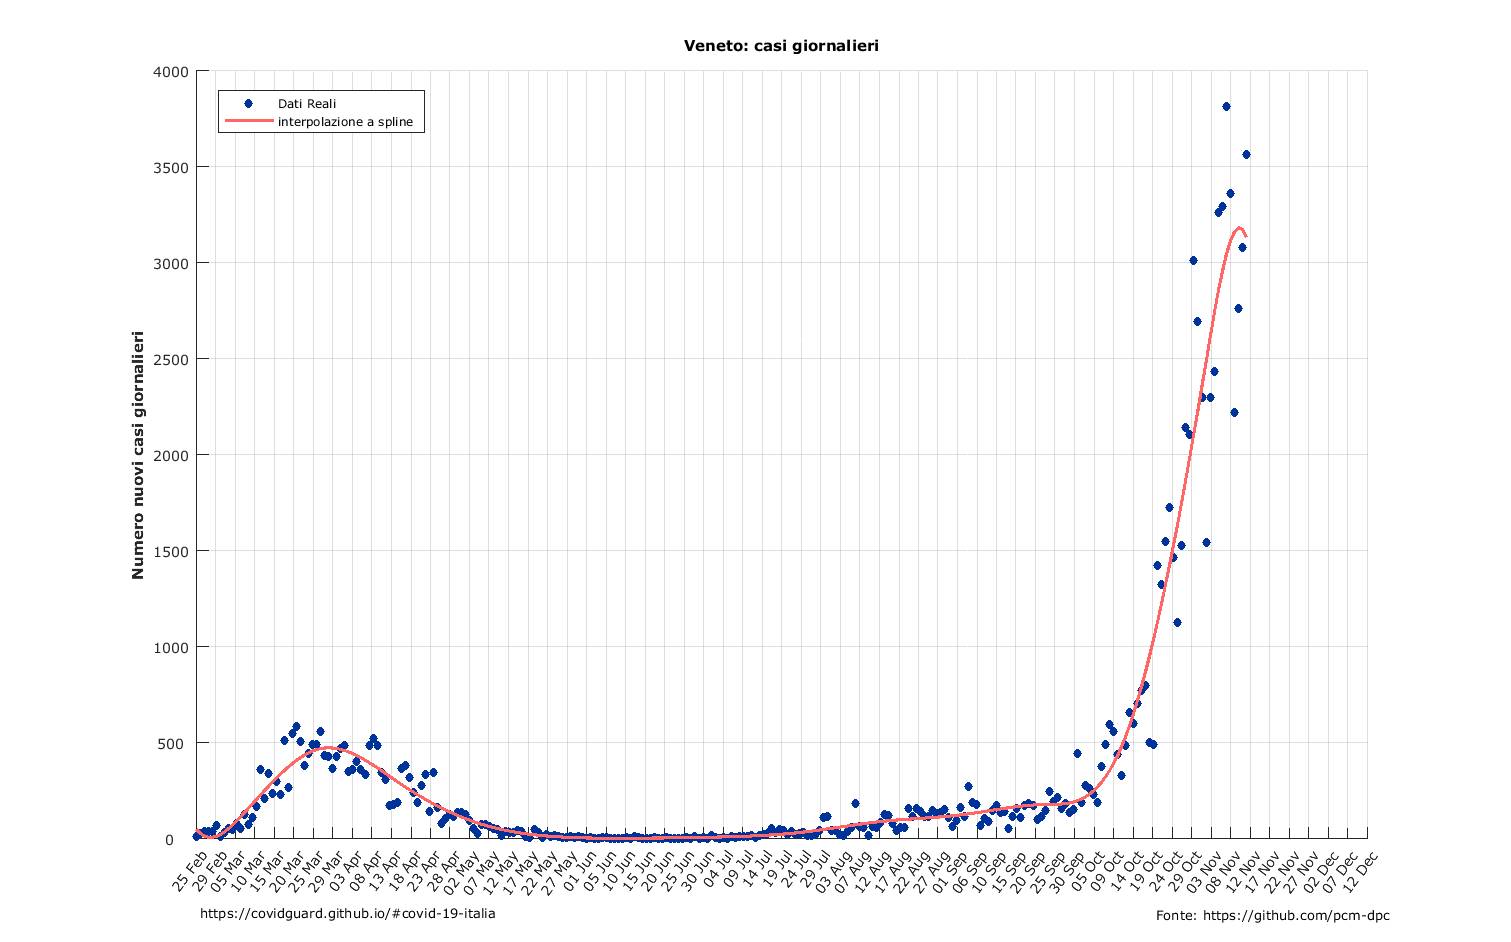 Veneto: casi giornalieri
Dati Reali
interpolazione a spline
Numero nuovi casi giornalieri
4000
3500
3000
2500
2000
1500
1000
500
0
25 Feb
29 Feb
05 Mar
10 Mar
15 Mar
20 Mar
25 Mar
29 Mar
03 Apr
08 Apr
13 Apr
18 Apr
23 Apr
28 Apr
02 May
07 May
12 May
17 May
22 May
27 May
01 Jun
05 Jun
10 Jun
15 Jun
20 Jun
25 Jun
30 Jun
04 Jul
09 Jul
14 Jul
19 Jul
24 Jul
29 Jul
03 Aug
07 Aug
12 Aug
17 Aug
22 Aug
27 Aug
01 Sep
06 Sep
10 Sep
15 Sep
20 Sep
25 Sep
30 Sep
05 Oct
09 Oct
14 Oct
19 Oct
24 Oct
29 Oct
03 Nov
08 Nov
12 Nov
17 Nov
22 Nov
27 Nov
02 Dec
07 Dec
12 Dec
https://covidguard.github.io/#covid-19-italia
Fonte: https://github.com/pcm-dpc